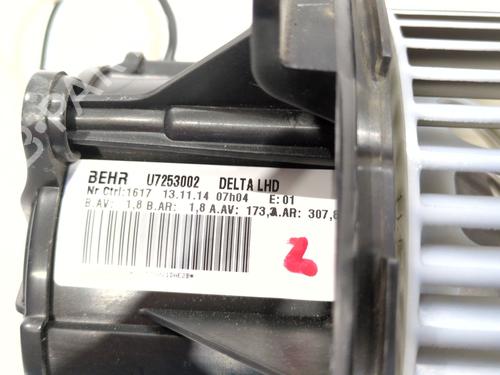 BEHR U7253002 DELTA LHD
Nr Ctrl:1617 13.11.14 07h04 E:01
B.AV: 1,8 B.AR: 1,8 A.AV: 173,3 A.AR: 307,6
2